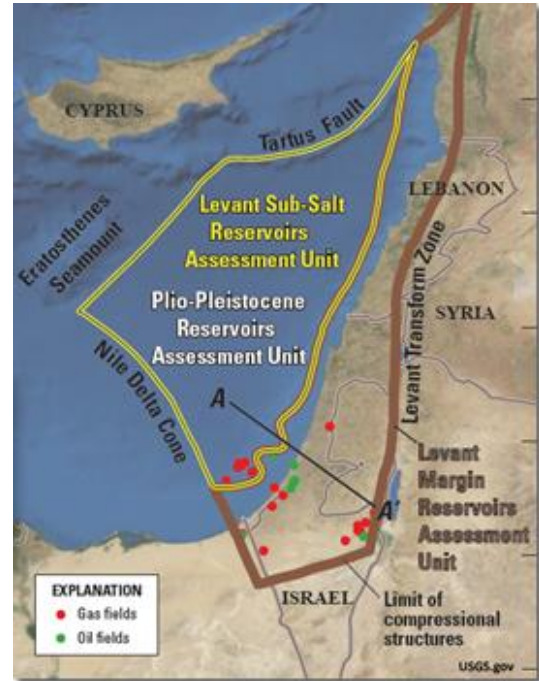 CYPRUS
Tartus Fault
Eratosthenes
Seamount
Levant Sub-Salt
Reservoirs
Assessment Unit
LEBANON
Plio-Pleistocene
Reservoirs
Assessment Unit
Levant Transform Zone
SYRIA
Nile Delta Cone
A
Levant
Margin
Reservoirs
Assessment
Unit
A'
EXPLANATION
Gas fields
Oil fields
ISRAEL
Limit of
compressional
structures
USGS.gov